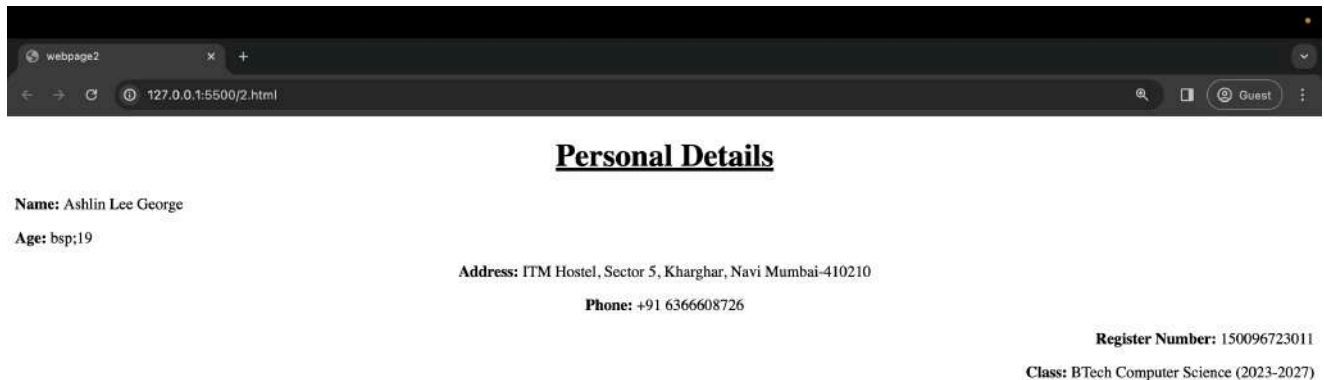 webpage2
127.0.0.1:5500/2.html
Guest
Personal Details
Name: Ashlin Lee George
Age: bsp;19
Address: ITM Hostel, Sector 5, Kharghar, Navi Mumbai-410210
Phone: +91 6366608726
Register Number: 150096723011
Class: BTech Computer Science (2023-2027)